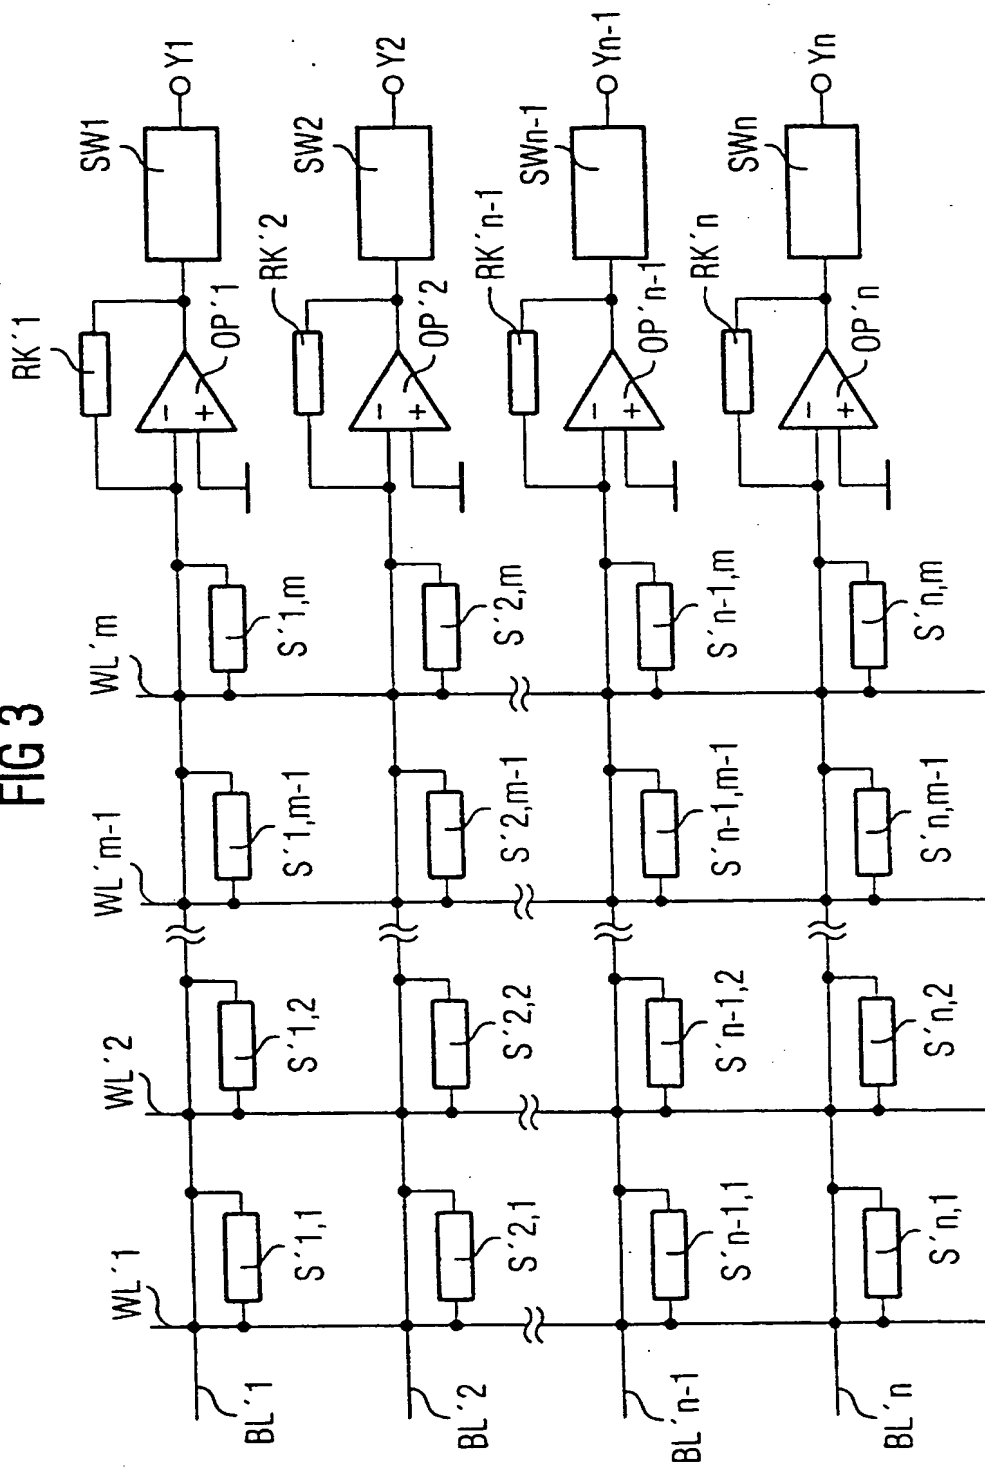 FIG 3
WL´1
WL´2
WL´m-1
WL´m
RK´1
SW1
Y1
OP´1
BL´1
S´1,1
S´1,2
S´1,m-1
S´1,m
RK´2
SW2
Y2
OP´2
BL´2
S´2,1
S´2,2
S´2,m-1
S´2,m
RK´n-1
SWn-1
Yn-1
OP´n-1
BL´n-1
S´n-1,1
S´n-1,2
S´n-1,m-1
S´n-1,m
RK´n
SWn
Yn
OP´n
BL´n
S´n,1
S´n,2
S´n,m-1
S´n,m